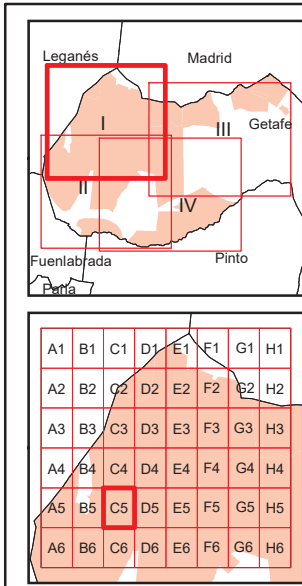 Leganés Madrid
I
III
Getafe
II
IV
Fuenlabrada Pinto
Parla
A1 B1 C1 D1 E1 F1 G1 H1
A2 B2 C2 D2 E2 F2 G2 H2
A3 B3 C3 D3 E3 F3 G3 H3
A4 B4 C4 D4 E4 F4 G4 H4
A5 B5 C5 D5 E5 F5 G5 H5
A6 B6 C6 D6 E6 F6 G6 H6